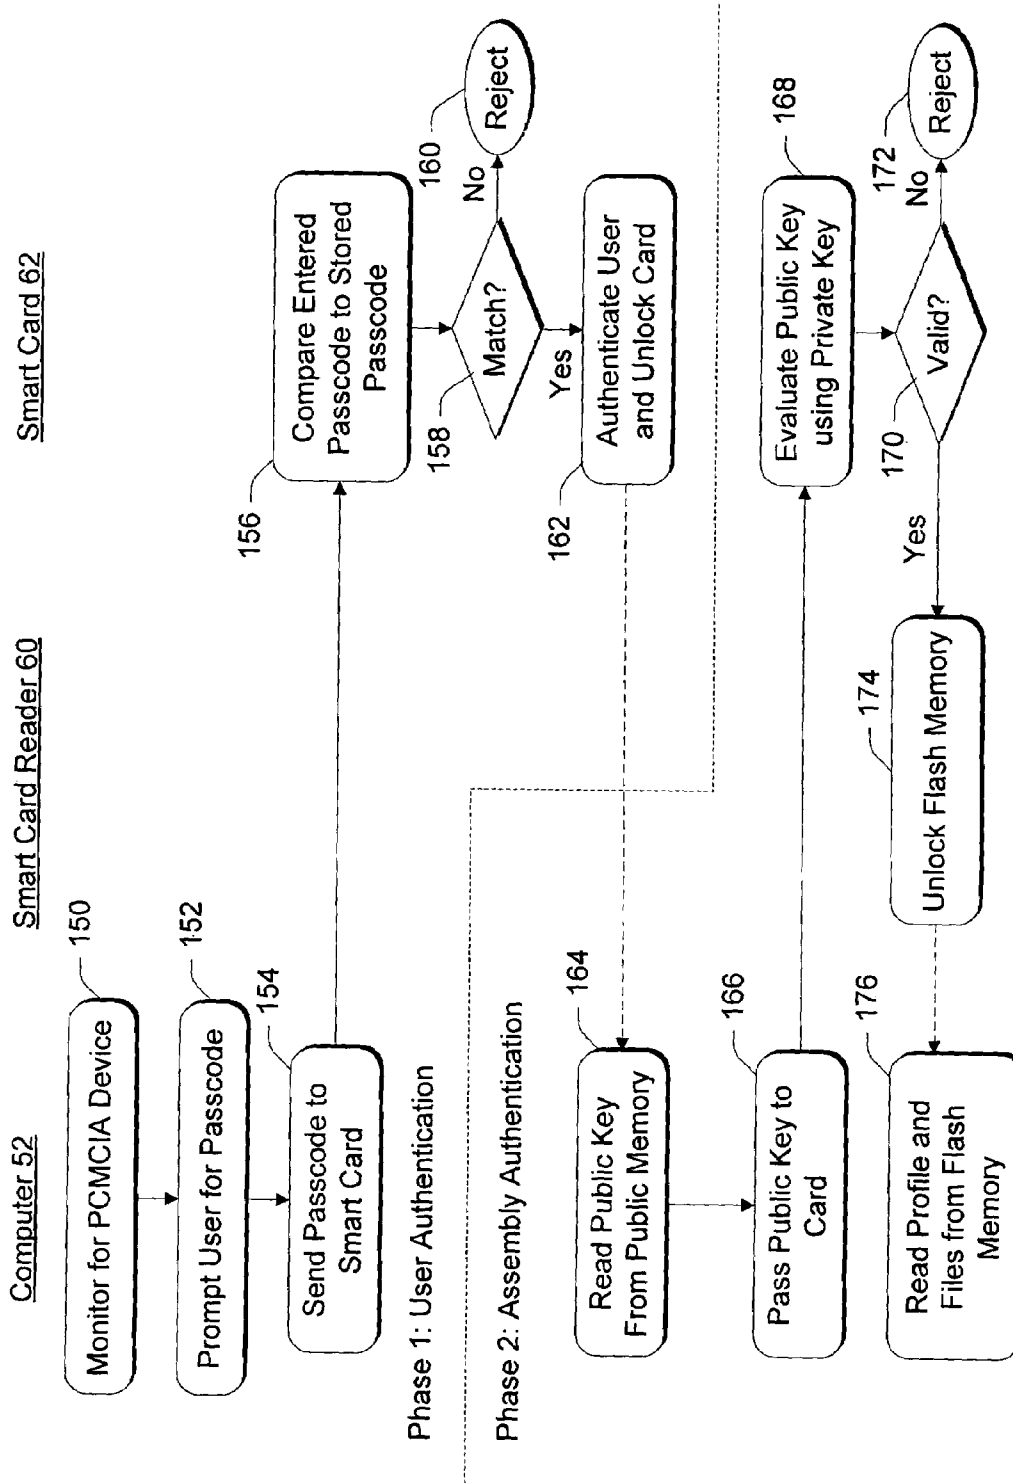 Computer 52
Smart Card Reader 60
Smart Card 62
150
Monitor for PCMCIA Device
152
Prompt User for Passcode
154
Send Passcode to
Smart Card
156
Compare Entered
Passcode to Stored
Passcode
158
Match?
No
160
Reject
Yes
162
Authenticate User
and Unlock Card
Phase 1: User Authentication
Phase 2: Assembly Authentication
164
Read Public Key
From Public Memory
166
Pass Public Key to
Card
168
Evaluate Public Key
using Private Key
170
Valid?
No
172
Reject
Yes
174
Unlock Flash Memory
176
Read Profile and
Files from Flash
Memory